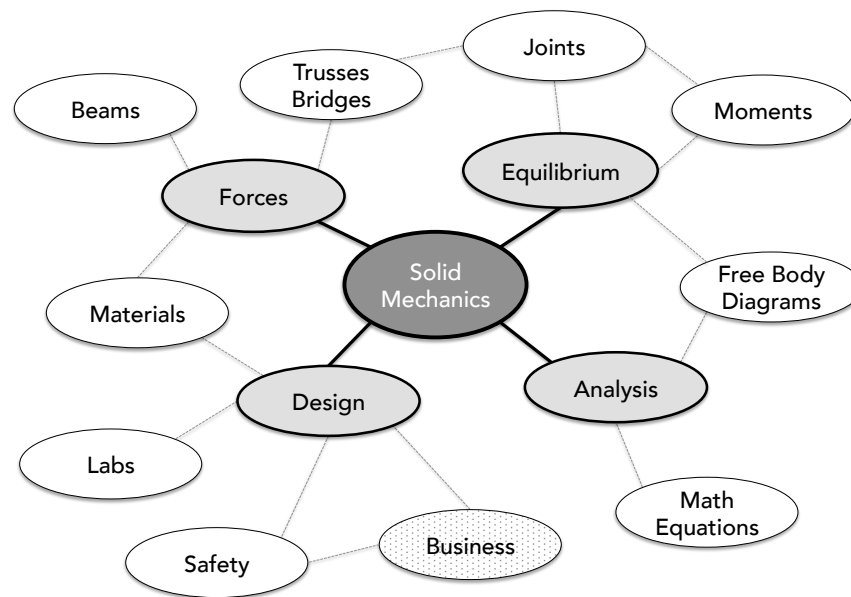 Joints
Trusses
Bridges
Beams
Moments
Equilibrium
Forces
Solid
Mechanics
Free Body
Diagrams
Materials
Analysis
Design
Labs
Math
Equations
Business
Safety